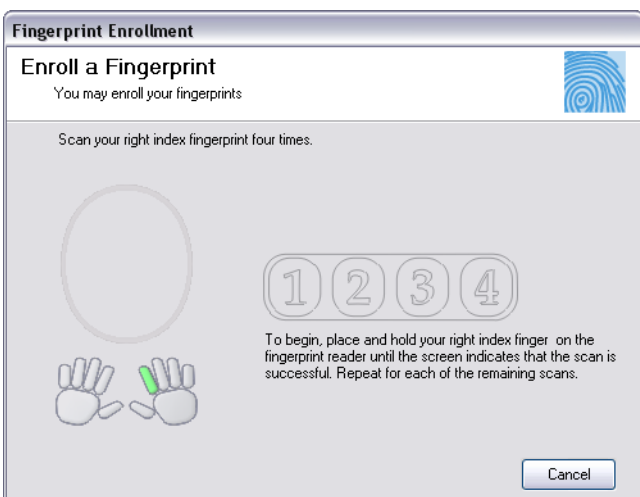 Fingerprint Enrollment
Enroll a Fingerprint
You may enroll your fingerprints
Scan your right index fingerprint four times.
1 2 3 4
To begin, place and hold your right index finger on the
fingerprint reader until the screen indicates that the scan is
successful. Repeat for each of the remaining scans.
Cancel